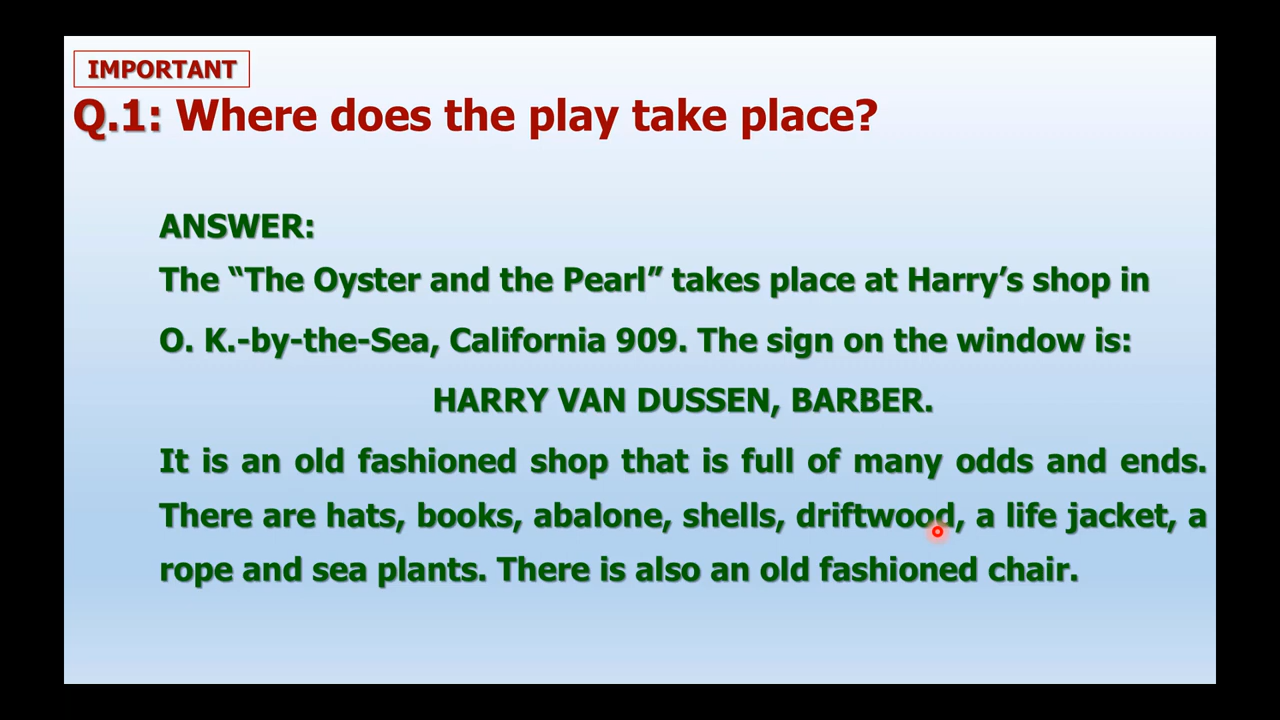 IMPORTANT
Q.1: Where does the play take place?
ANSWER:
The “The Oyster and the Pearl” takes place at Harry’s shop in
O. K.-by-the-Sea, California 909. The sign on the window is:
HARRY VAN DUSSEN, BARBER.
It is an old fashioned shop that is full of many odds and ends.
There are hats, books, abalone, shells, driftwood, a life jacket, a
rope and sea plants. There is also an old fashioned chair.